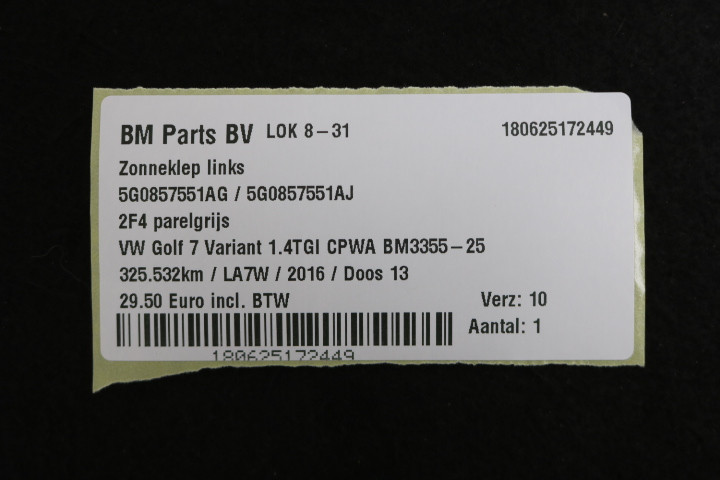 BM Parts BV LOK 8-31 180625172449
Zonneklep links
5G0857551AG / 5G0857551AJ
2F4 parelgrijs
VW Golf 7 Variant 1.4TGI CPWA BM3355-25
325.532km / LA7W / 2016 / Doos 13
29.50 Euro incl. BTW Verz: 10
Aantal: 1
180625172449